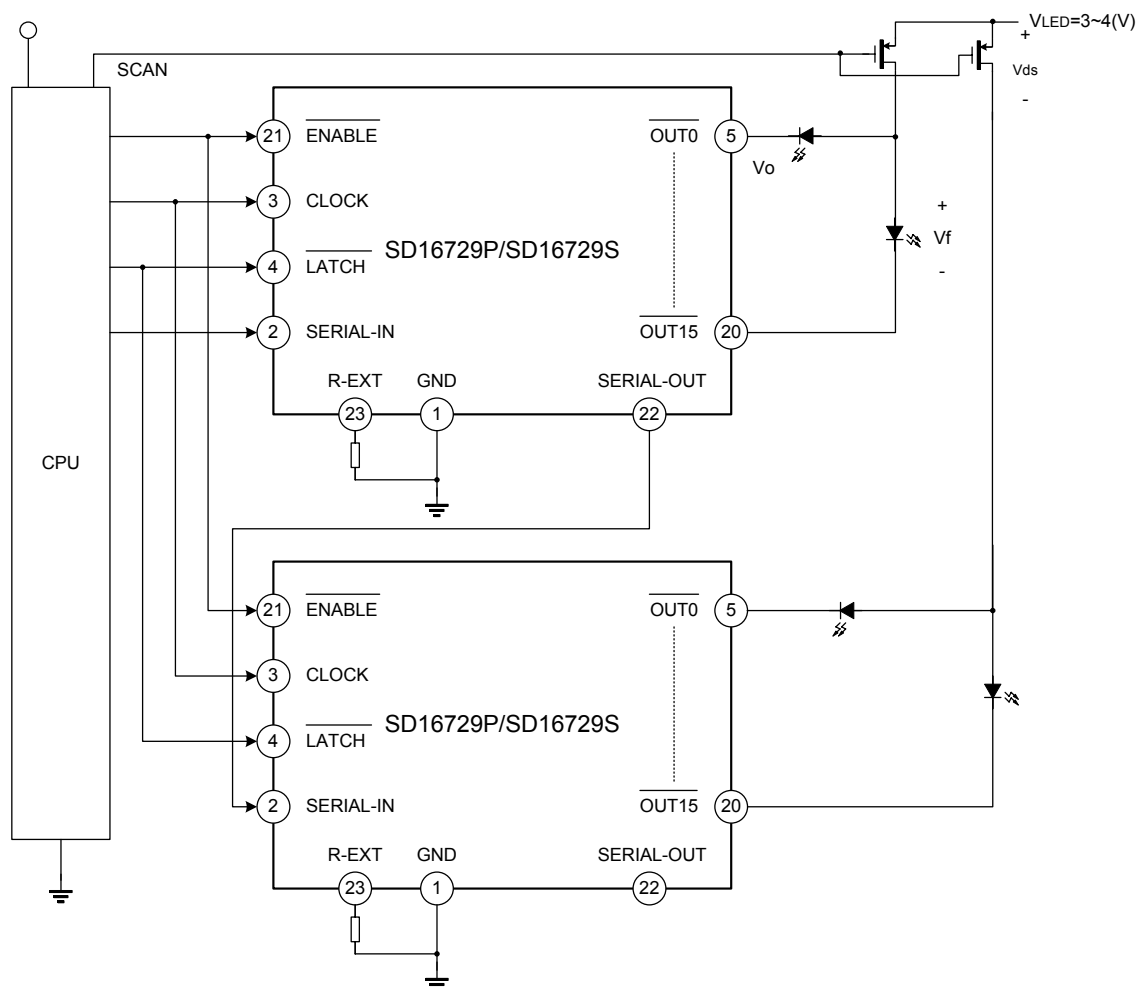 VLED=3~4(V)
+
Vds
-
SCAN
21
ENABLE
OUT0
5
Vo
3
CLOCK
SD16729P/SD16729S
+
Vf
-
4
LATCH
2
SERIAL-IN
OUT15
20
R-EXT
GND
SERIAL-OUT
23
1
22
CPU
21
ENABLE
OUT0
5
3
CLOCK
SD16729P/SD16729S
4
LATCH
2
SERIAL-IN
OUT15
20
R-EXT
GND
SERIAL-OUT
23
1
22